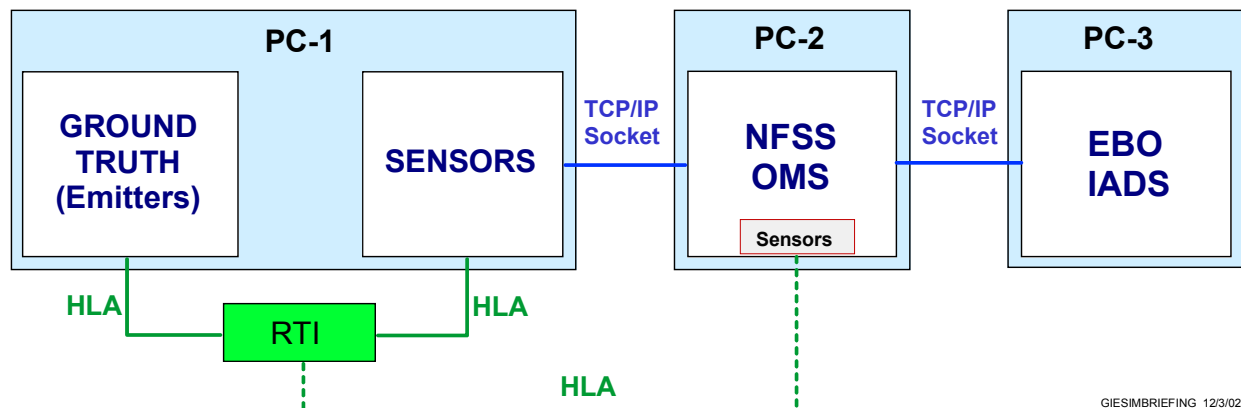 PC-1
GROUND
TRUTH
(Emitters)
SENSORS
TCP/IP
Socket
PC-2
NFSS
OMS
Sensors
TCP/IP
Socket
PC-3
EBO
IADS
HLA
RTI
HLA
HLA
GIESIMBRIEFING 12/3/02